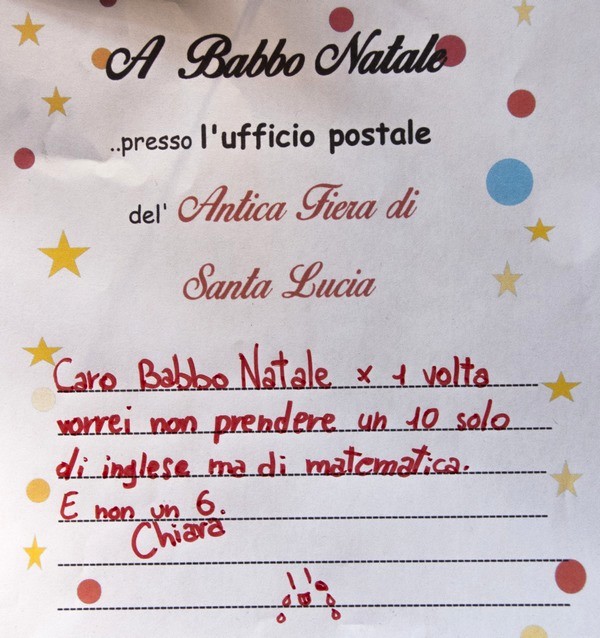 A Babbo Natale
..presso l'ufficio postale
del' Antica Fiera di
Santa Lucia
Caro Babbo Natale x 1 volta
vorrei non prendere un 10 solo
di inglese ma di matematica.
E non un 6.
Chiara